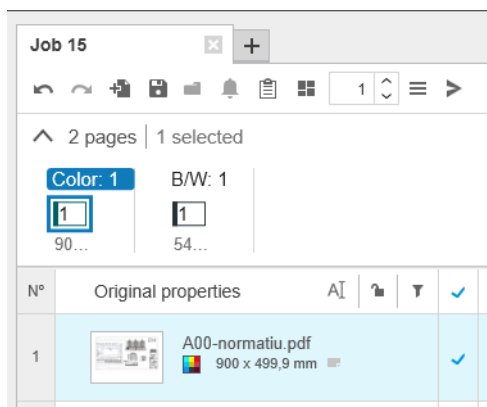 Job 15
1
2 pages 1 selected
Color: 1 B/W: 1
1 1
90... 54...
Nº Original properties
1
A00-normatiu.pdf
900 x 499,9 mm